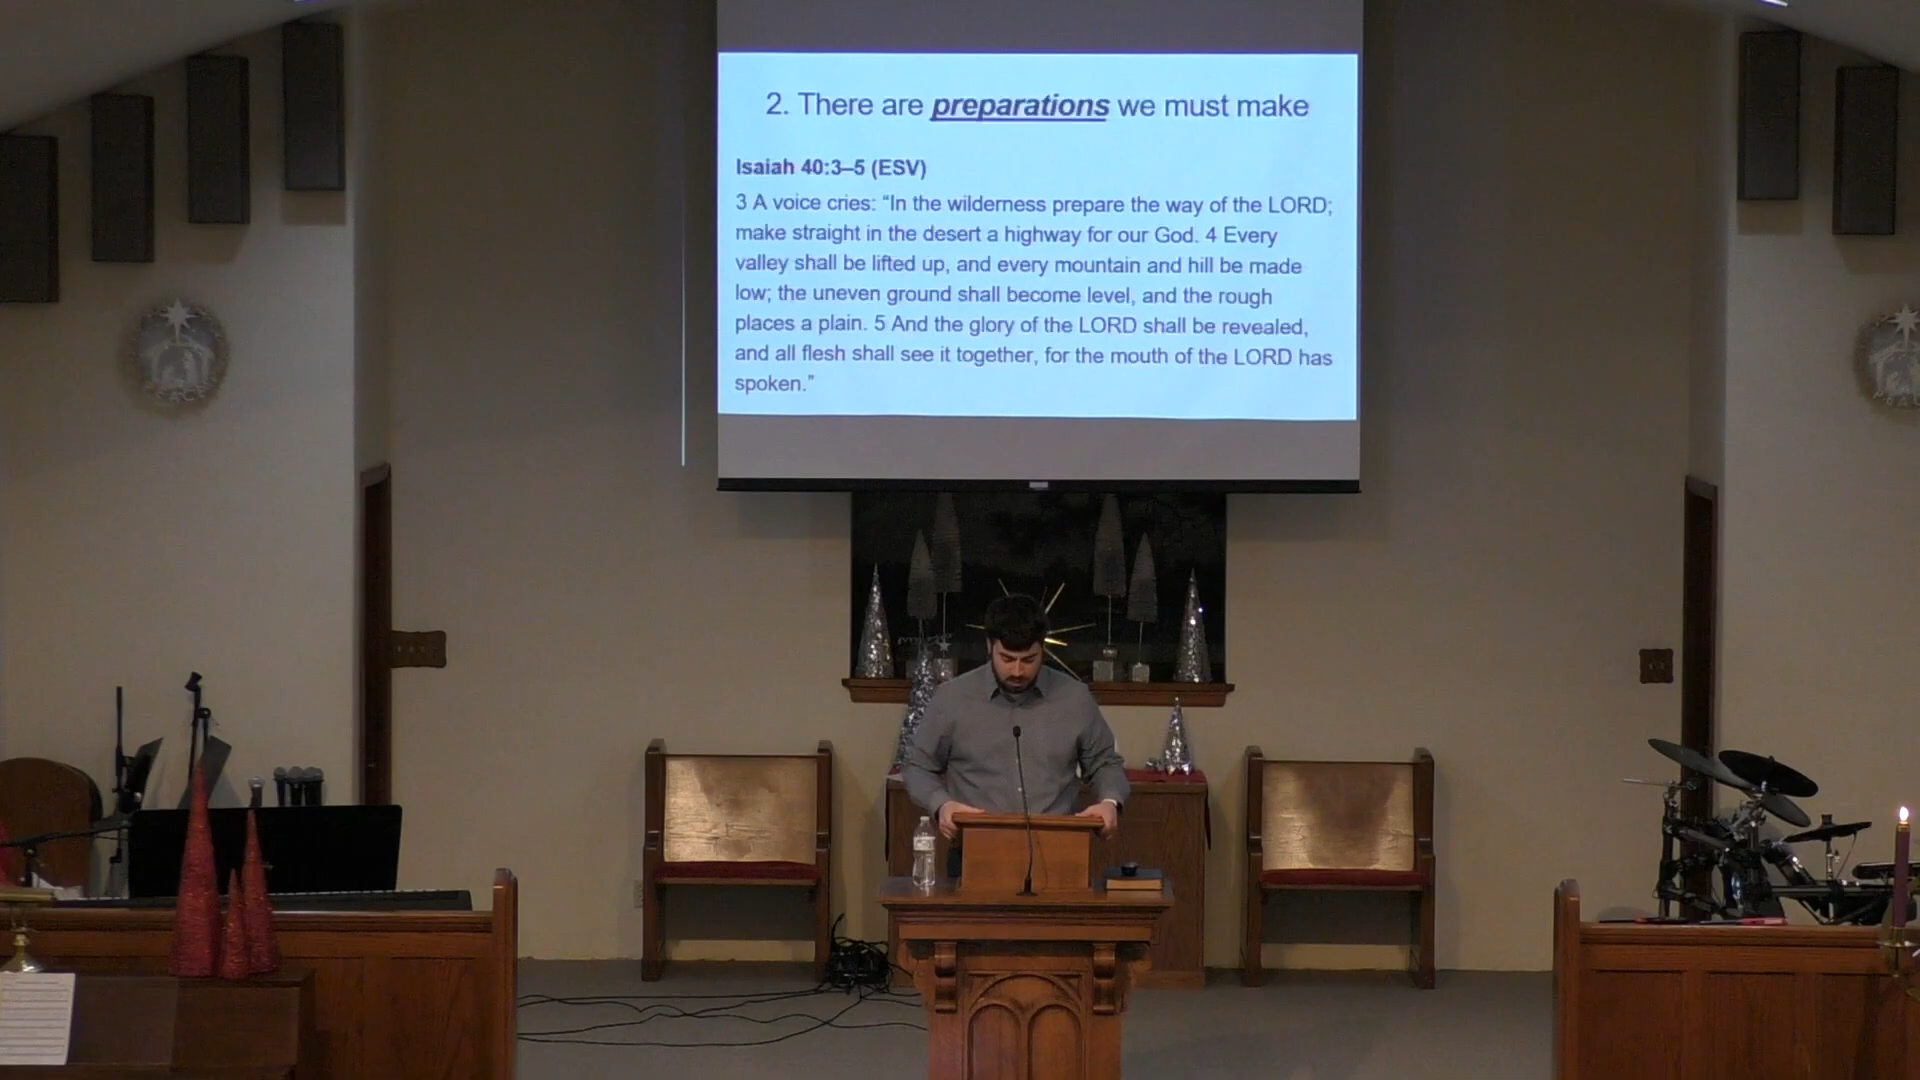 2. There are preparations we must make
Isaiah 40:3–5 (ESV)
3 A voice cries: “In the wilderness prepare the way of the LORD;
make straight in the desert a highway for our God. 4 Every
valley shall be lifted up, and every mountain and hill be made
low; the uneven ground shall become level, and the rough
places a plain. 5 And the glory of the LORD shall be revealed,
and all flesh shall see it together, for the mouth of the LORD has
spoken.”